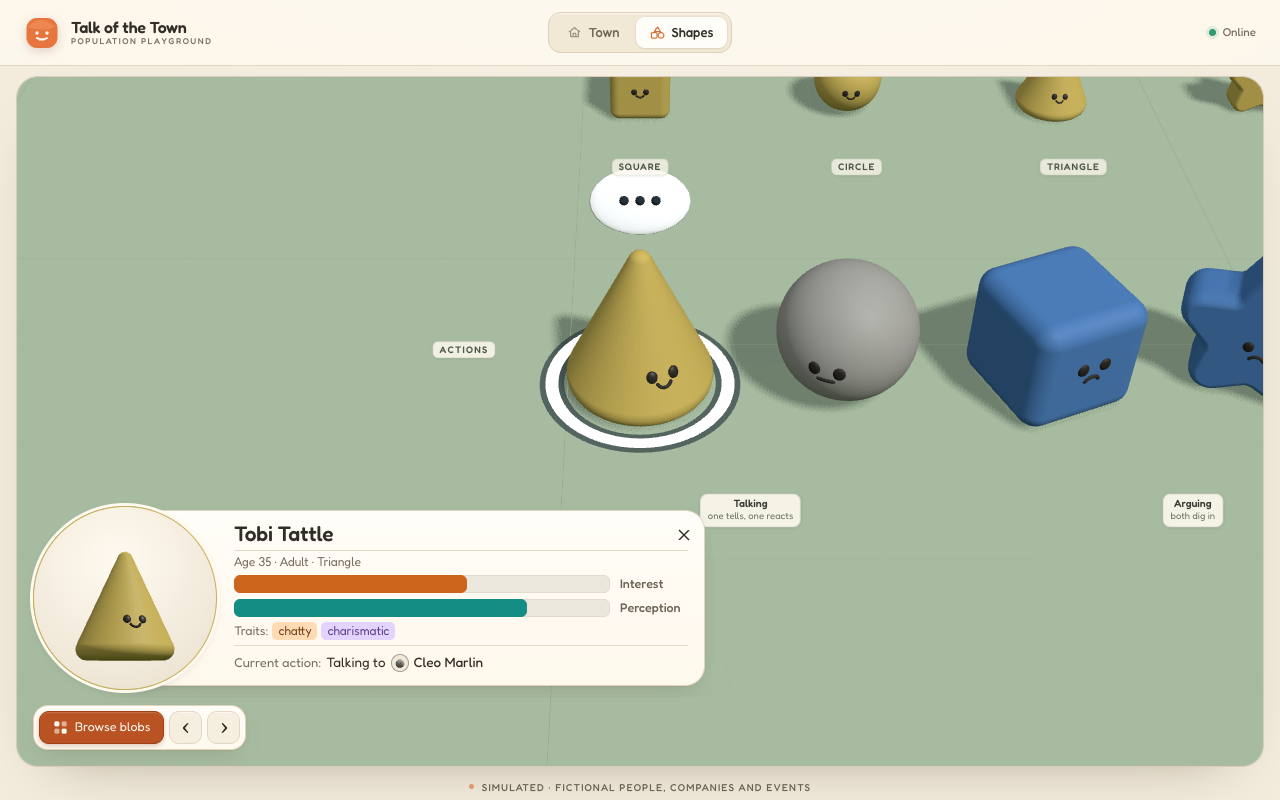 Talk of the Town
POPULATION PLAYGROUND
Town
Shapes
Online
SQUARE
CIRCLE
TRIANGLE
ACTIONS
Talking
one tells, one reacts
Arguing
both dig in
Tobi Tattle
Age 35 · Adult · Triangle
Interest
Perception
Traits: chatty charismatic
Current action: Talking to Cleo Marlin
Browse blobs
SIMULATED · FICTIONAL PEOPLE, COMPANIES AND EVENTS